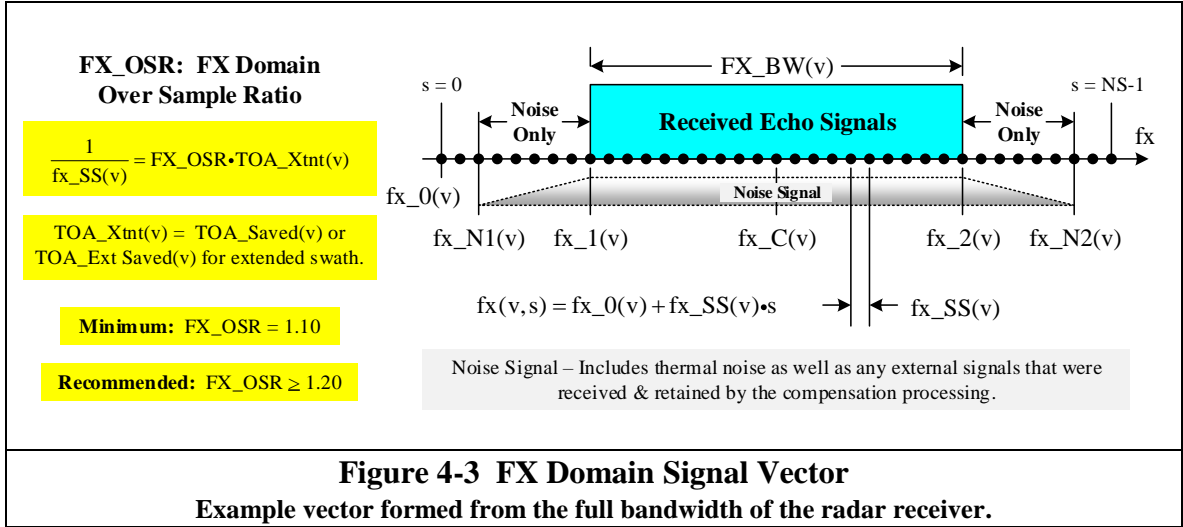 FX_OSR: FX Domain
Over Sample Ratio
1
fx_SS(v)
= FX_OSR•TOA_Xtnt(v)
TOA_Xtnt(v) = TOA_Saved(v) or
TOA_Ext Saved(v) for extended swath.
Minimum: FX_OSR = 1.10
Recommended: FX_OSR ≥ 1.20
FX_BW(v)
s = 0
s = NS-1
Noise
Only
Received Echo Signals
Noise
Only
fx
fx_0(v)
Noise Signal
fx_N1(v)
fx_1(v)
fx_C(v)
fx_2(v)
fx_N2(v)
fx(v,s) = fx_0(v)+fx_SS(v)•s
fx_SS(v)
Noise Signal – Includes thermal noise as well as any external signals that were
received & retained by the compensation processing.
Figure 4-3 FX Domain Signal Vector
Example vector formed from the full bandwidth of the radar receiver.